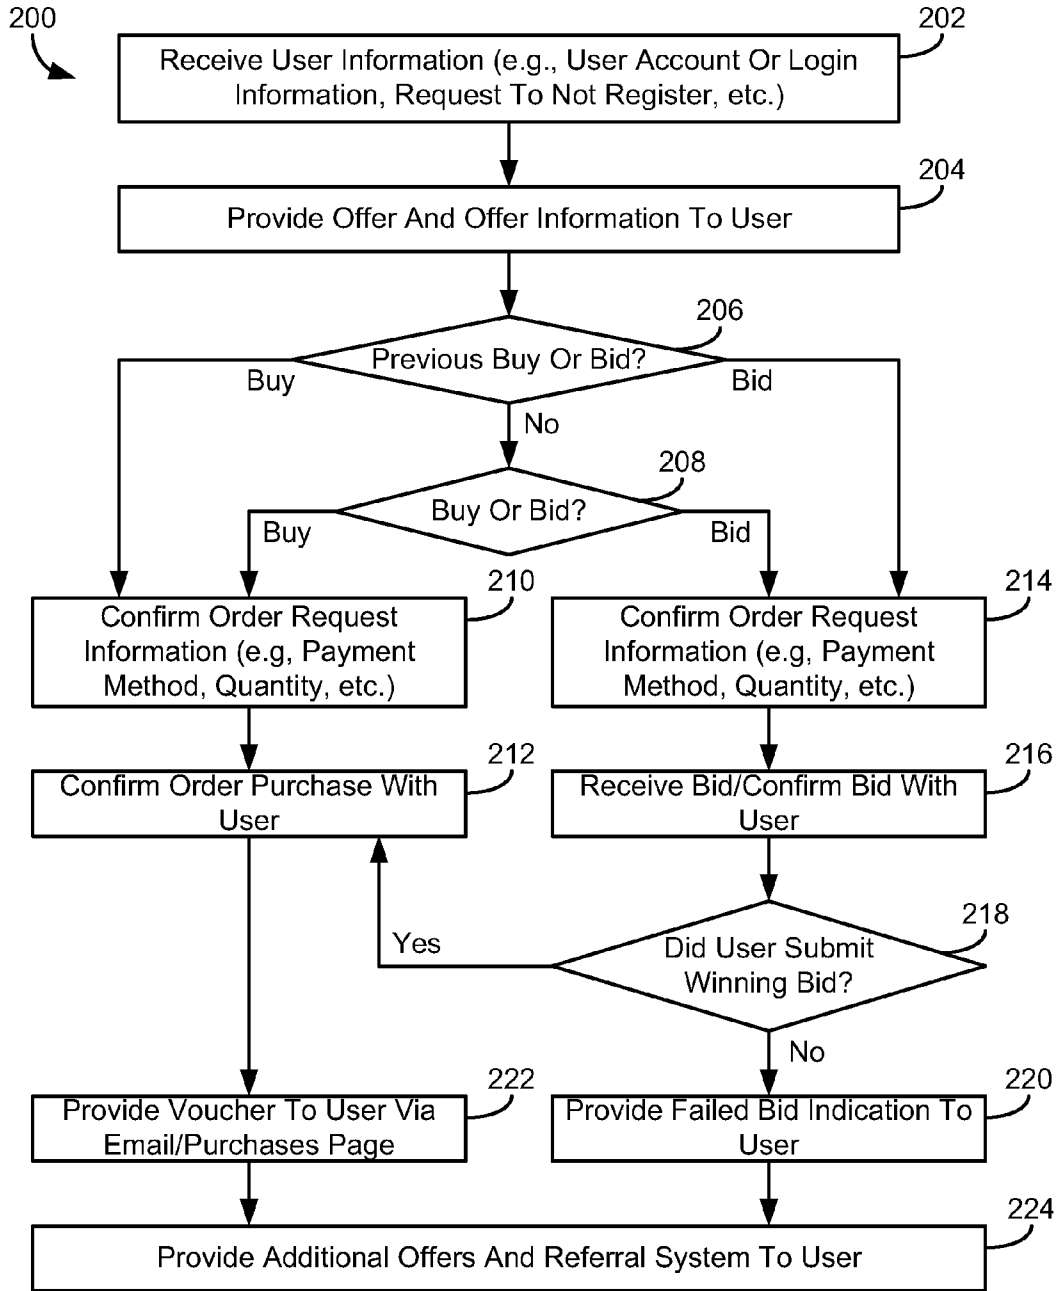 200
202
Receive User Information (e.g., User Account Or Login
Information, Request To Not Register, etc.)
204
Provide Offer And Offer Information To User
206
Previous Buy Or Bid?
Buy
Bid
No
208
Buy Or Bid?
Buy
Bid
210
Confirm Order Request
Information (e.g, Payment
Method, Quantity, etc.)
214
Confirm Order Request
Information (e.g, Payment
Method, Quantity, etc.)
212
Confirm Order Purchase With
User
216
Receive Bid/Confirm Bid With
User
218
Did User Submit
Winning Bid?
Yes
No
222
Provide Voucher To User Via
Email/Purchases Page
220
Provide Failed Bid Indication To
User
224
Provide Additional Offers And Referral System To User